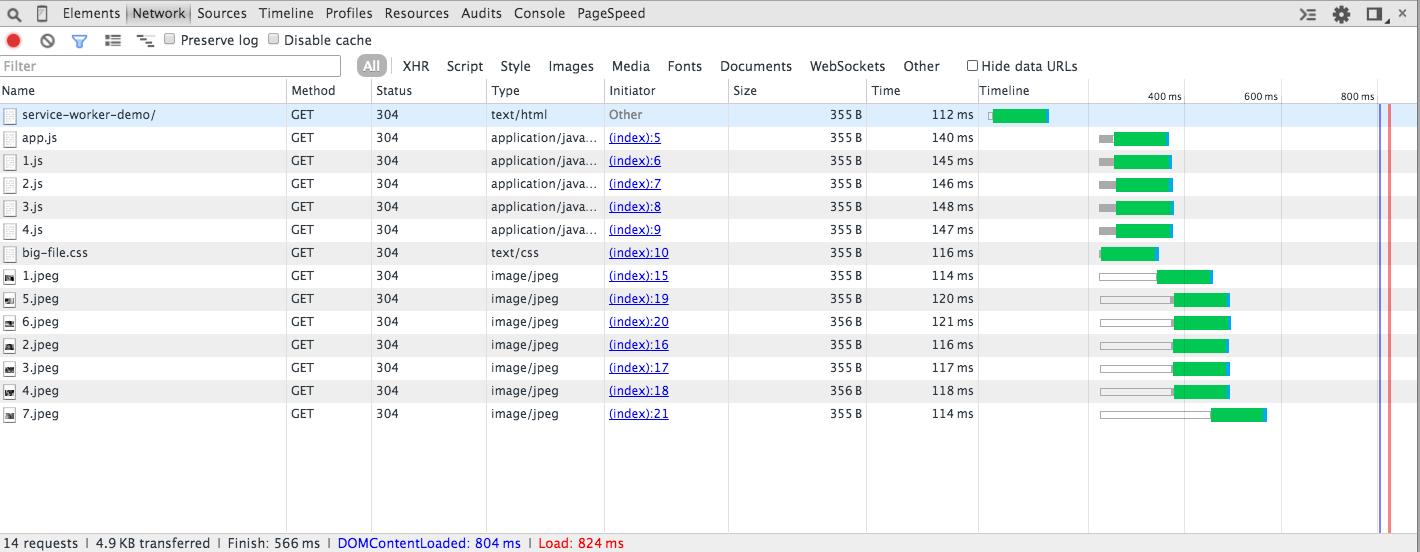 Elements Network Sources Timeline Profiles Resources Audits Console PageSpeed
Preserve log Disable cache
Filter All XHR Script Style Images Media Fonts Documents WebSockets Other Hide data URLs
Name Method Status Type Initiator Size Time Timeline 400 ms 600 ms 800 ms
service-worker-demo/ GET 304 text/html Other 355 B 112 ms
app.js GET 304 application/java... (index):5 355 B 140 ms
1.js GET 304 application/java... (index):6 355 B 145 ms
2.js GET 304 application/java... (index):7 355 B 146 ms
3.js GET 304 application/java... (index):8 355 B 148 ms
4.js GET 304 application/java... (index):9 355 B 147 ms
big-file.css GET 304 text/css (index):10 355 B 116 ms
1.jpeg GET 304 image/jpeg (index):15 355 B 114 ms
5.jpeg GET 304 image/jpeg (index):19 355 B 120 ms
6.jpeg GET 304 image/jpeg (index):20 356 B 121 ms
2.jpeg GET 304 image/jpeg (index):16 355 B 116 ms
3.jpeg GET 304 image/jpeg (index):17 355 B 117 ms
4.jpeg GET 304 image/jpeg (index):18 356 B 118 ms
7.jpeg GET 304 image/jpeg (index):21 355 B 114 ms
14 requests | 4.9 KB transferred | Finish: 566 ms | DOMContentLoaded: 804 ms | Load: 824 ms